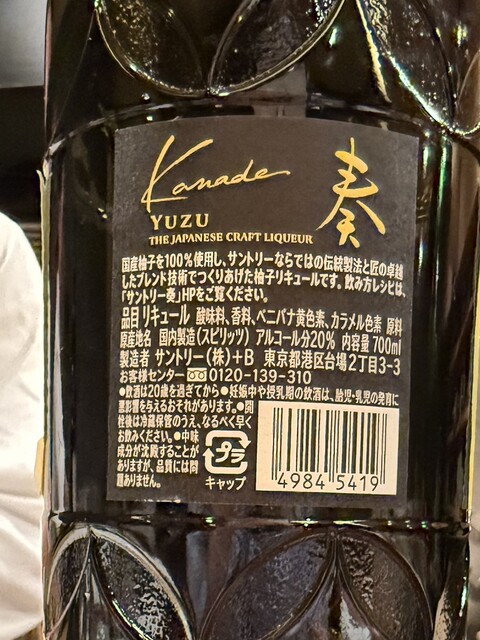 Kanade
奏
YUZU
THE JAPANESE CRAFT LIQUEUR
国産柚子を100%使用し、サントリーならではの伝統製法と匠の卓越
したブレンド技術でつくりあげた柚子リキュールです。飲み方レシピは、
「サントリー奏」HPをご覧ください。
品目 リキュール 酸味料、香料、ベニバナ黄色素、カラメル色素 原料
原産地名 国内製造(スピリッツ) アルコール分20% 内容量 700ml
製造者 サントリー(株)+B 東京都港区台場2丁目3-3
お客様センター 0120-139-310
●飲酒は20歳を過ぎてから●妊娠中や授乳期の飲酒は、胎児・乳児の発育に
悪影響を与えるおそれがあります。●開
栓後は冷蔵保管のうえ、なるべく早く
お飲みください。●中味
成分が沈殿することが
ありますが、品質には問
題ありません。
プラ
キャップ
4984 5419